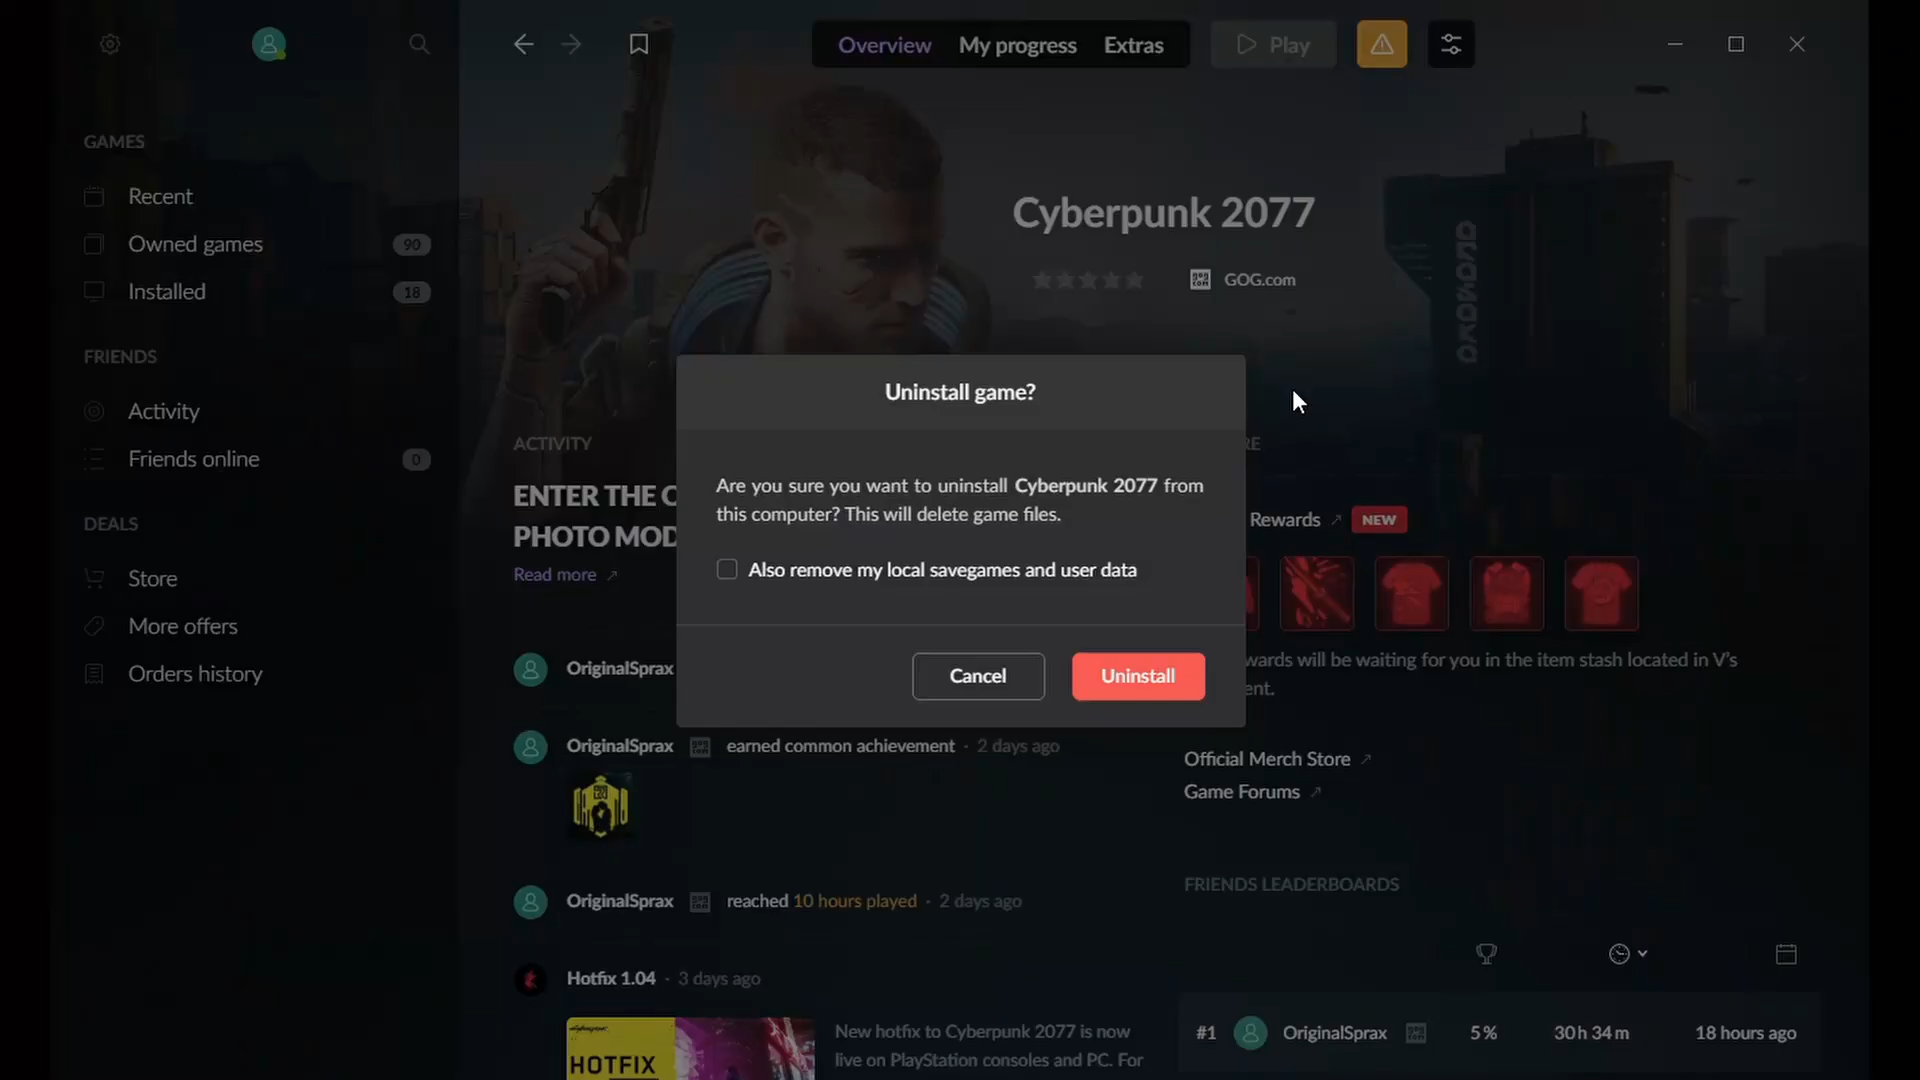 Overview My progress Extras
Play
GAMES
Recent
Owned games 90
Installed 18
FRIENDS
Activity
Friends online 0
DEALS
Store
More offers
Orders history
Cyberpunk 2077
GOG.com
Uninstall game?
Are you sure you want to uninstall Cyberpunk 2077 from
this computer? This will delete game files.
Also remove my local savegames and user data
Cancel Uninstall
ACTIVITY
ENTER THE
PHOTO MOD
Read more
OriginalSprax
OriginalSprax earned common achievement · 2 days ago
OriginalSprax reached 10 hours played · 2 days ago
Hotfix 1.04 · 3 days ago
HOTFIX
New hotfix to Cyberpunk 2077 is now
live on PlayStation consoles and PC. For
RE
Rewards NEW
wards will be waiting for you in the item stash located in V's
ent.
Official Merch Store
Game Forums
FRIENDS LEADERBOARDS
#1 OriginalSprax 5% 30h 34m 18 hours ago